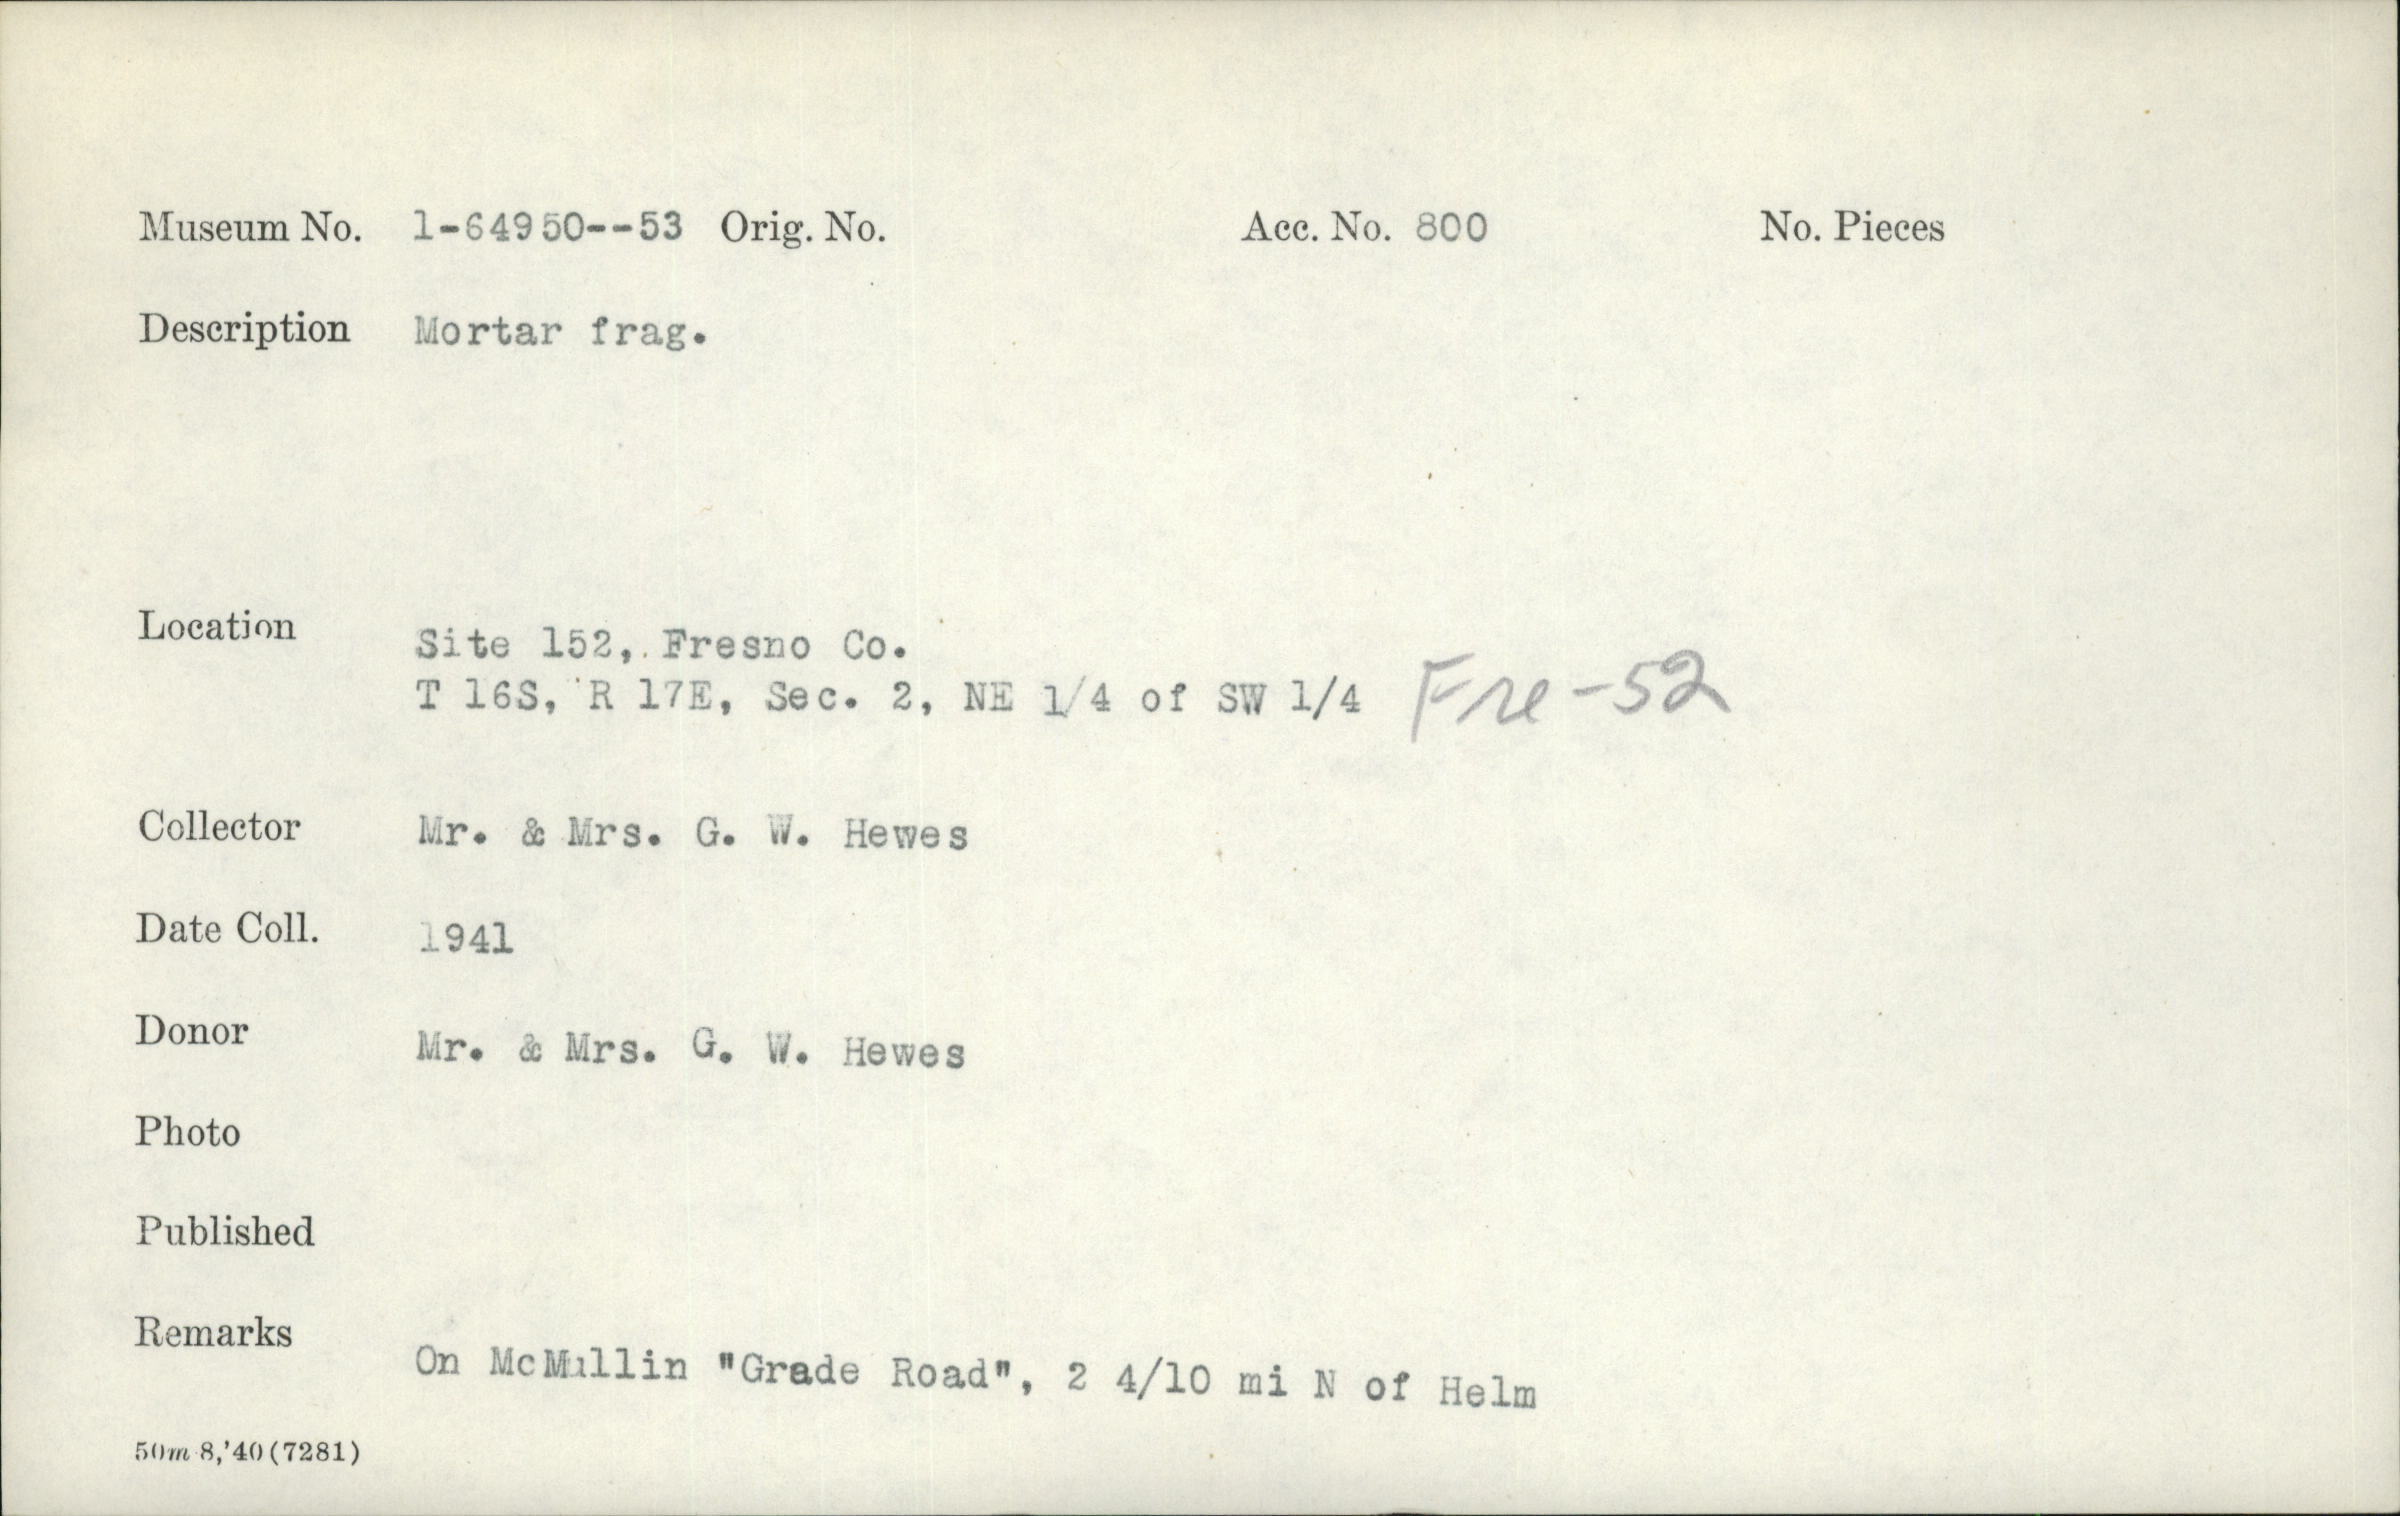 Museum No. 1-64950--53 Orig. No. Acc. No. 800 No. Pieces
Description Mortar frag.
Location Site 152, Fresno Co.
T 16S, R 17E, Sec. 2, NE 1/4 of SW 1/4 Fre-52
Collector Mr. & Mrs. G. W. Hewes
Date Coll. 1941
Donor Mr. & Mrs. G. W. Hewes
Photo
Published
Remarks On McMullin "Grade Road", 2 4/10 mi N of Helm
50m 8,'40(7281)